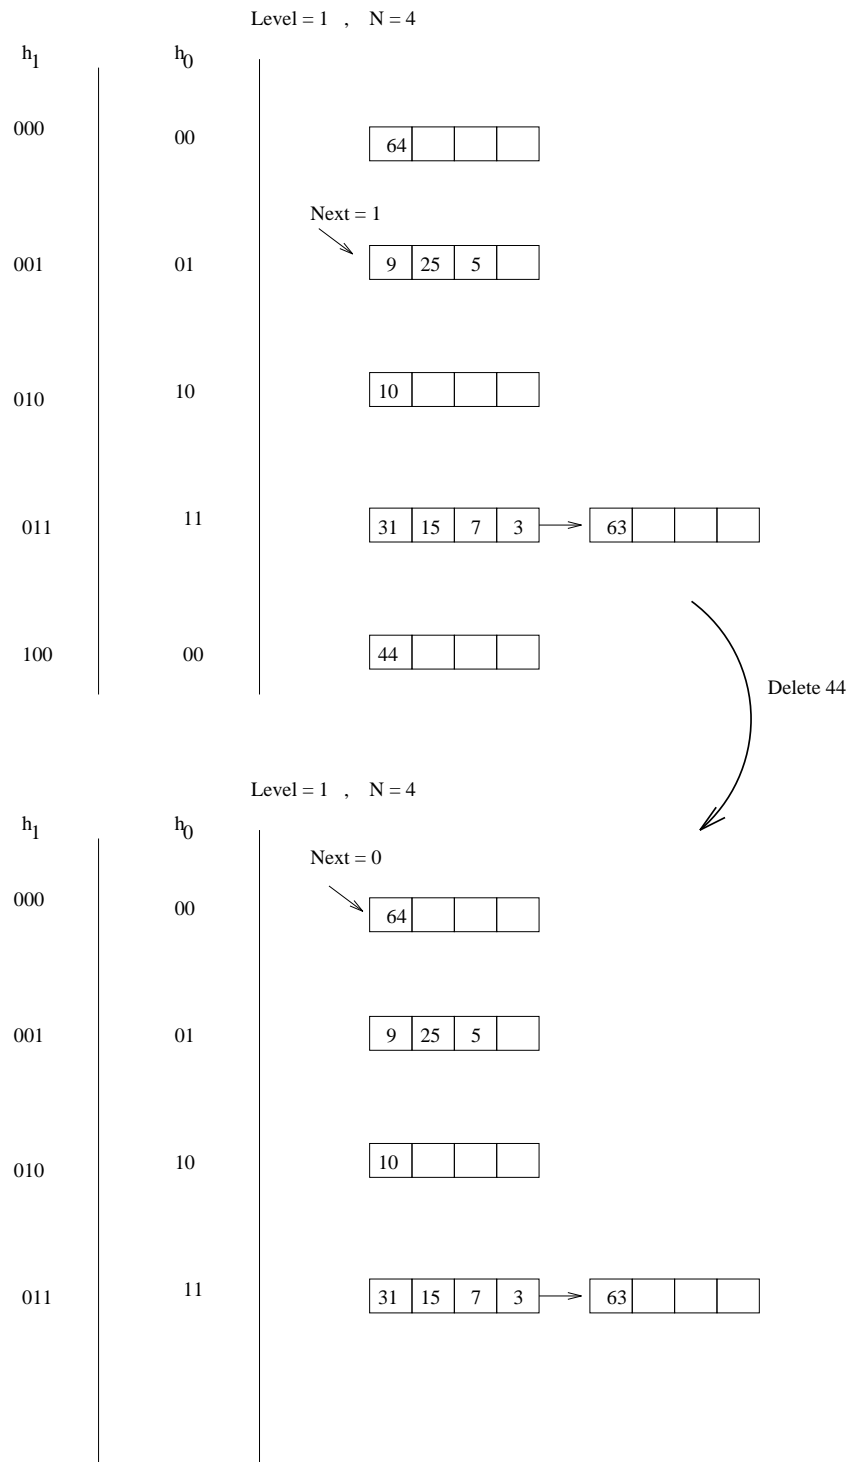 Level = 1 , N = 4
h1 h0
000 00 64
Next = 1
001 01 9 25 5
010 10 10
011 11 31 15 7 3 63
100 00 44
Delete 44
Level = 1 , N = 4
h1 h0
Next = 0
000 00 64
001 01 9 25 5
010 10 10
011 11 31 15 7 3 63